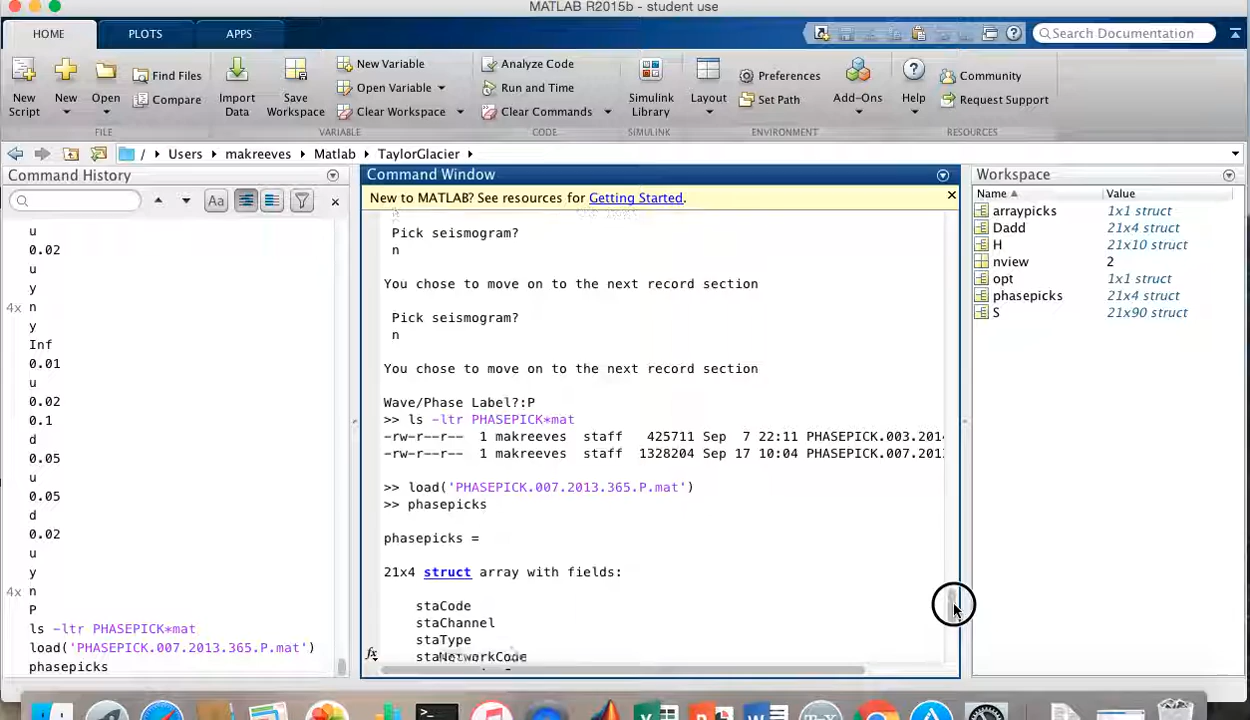 MATLAB R2015b - student use
HOME PLOTS APPS
Search Documentation
New Script
New
Open
Find Files
Compare
Import Data
Save Workspace
New Variable
Open Variable
Clear Workspace
Analyze Code
Run and Time
Clear Commands
Simulink Library
Layout
Preferences
Set Path
Add-Ons
Help
Community
Request Support
FILE VARIABLE CODE SIMULINK ENVIRONMENT RESOURCES
/ Users makreeves Matlab TaylorGlacier
Command History
Aa
u
0.02
u
y
4x n
y
Inf
0.01
u
0.02
0.1
d
0.05
u
0.05
d
0.02
u
y
4x n
P
ls -ltr PHASEPICK*mat
load('PHASEPICK.007.2013.365.P.mat')
phasepicks
Command Window
New to MATLAB? See resources for Getting Started.
Pick seismogram?
n
You chose to move on to the next record section
Pick seismogram?
n
You chose to move on to the next record section
Wave/Phase Label?:P
>> ls -ltr PHASEPICK*mat
-rw-r--r-- 1 makreeves staff 425711 Sep 7 22:11 PHASEPICK.003.201
-rw-r--r-- 1 makreeves staff 1328204 Sep 17 10:04 PHASEPICK.007.201
>> load('PHASEPICK.007.2013.365.P.mat')
>> phasepicks
phasepicks =
21x4 struct array with fields:
staCode
staChannel
staType
staNetworkCode
fx
Workspace
Name Value
arraypicks 1x1 struct
Dadd 21x4 struct
H 21x10 struct
nview 2
opt 1x1 struct
phasepicks 21x4 struct
S 21x90 struct